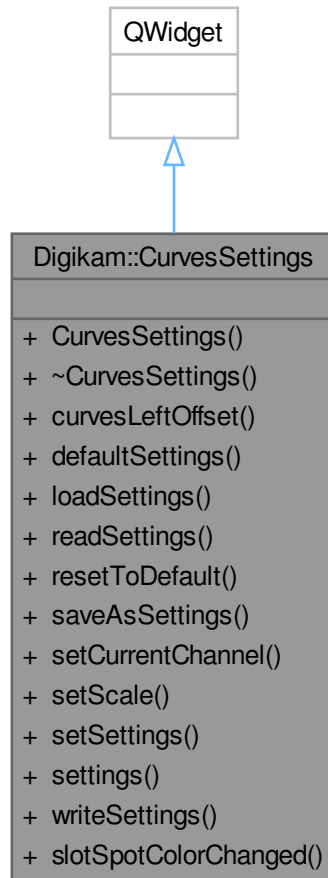 QWidget
Digikam::CurvesSettings
+ CurvesSettings()
+ ~CurvesSettings()
+ curvesLeftOffset()
+ defaultSettings()
+ loadSettings()
+ readSettings()
+ resetToDefault()
+ saveAsSettings()
+ setCurrentChannel()
+ setScale()
+ setSettings()
+ settings()
+ writeSettings()
+ slotSpotColorChanged()